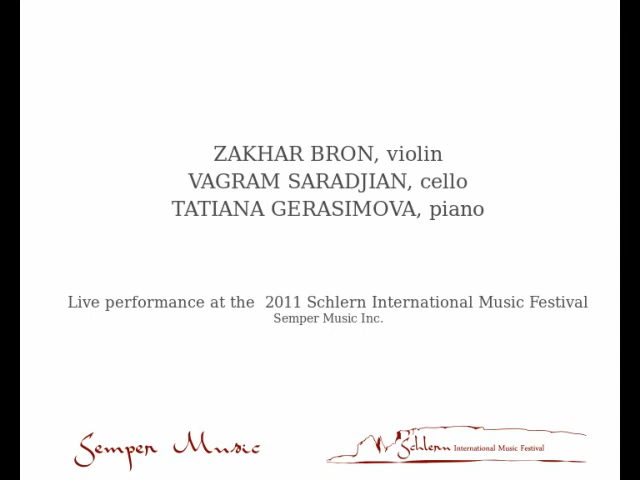 ZAKHAR BRON, violin
VAGRAM SARADJIAN, cello
TATIANA GERASIMOVA, piano
Live performance at the  2011 Schlern International Music Festival
Semper Music Inc.
Semper Music
Schlern International Music Festival